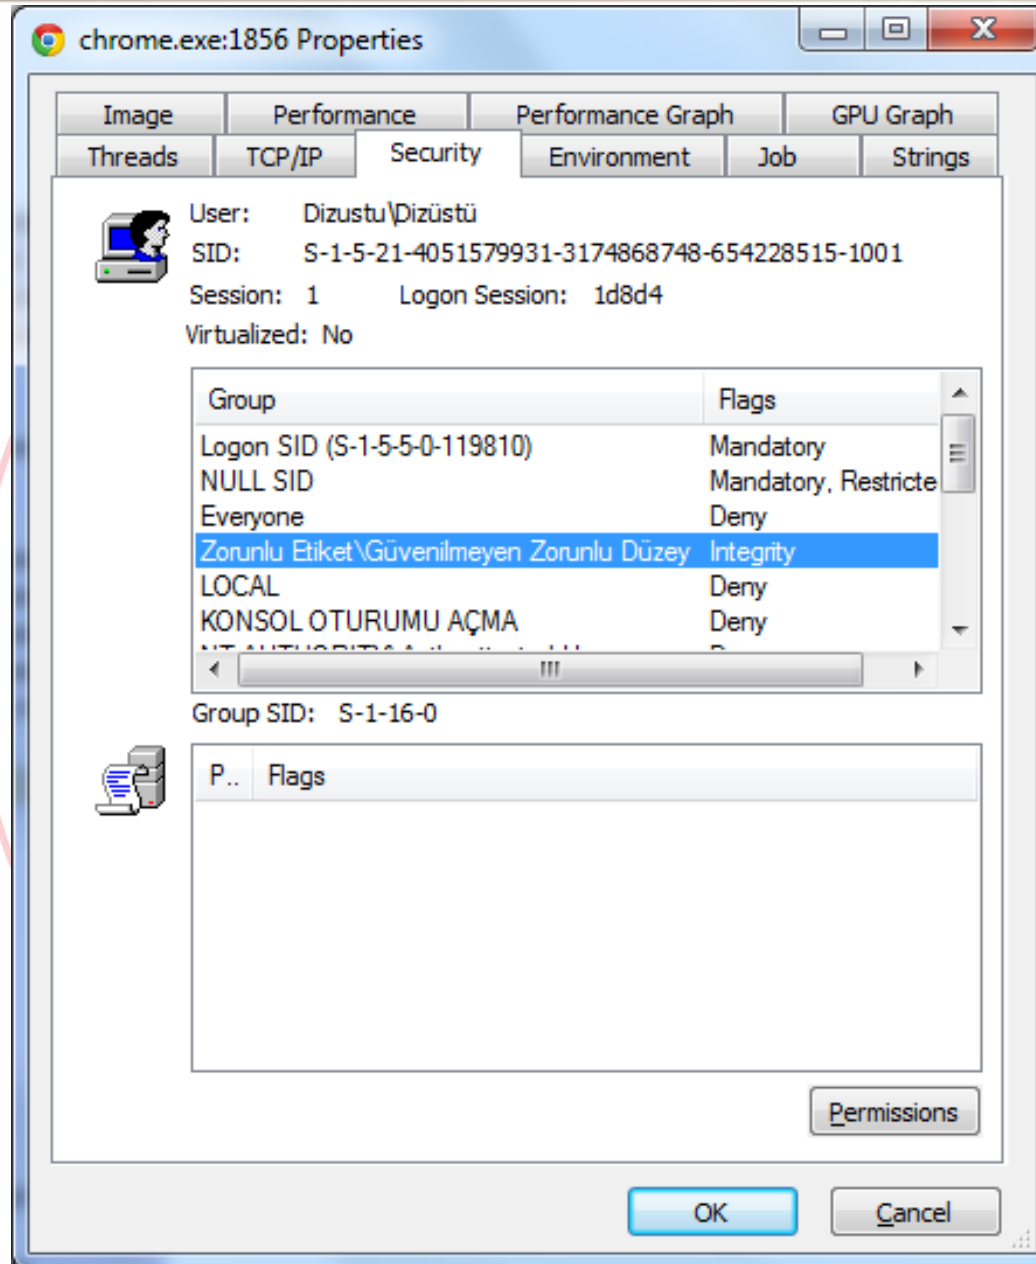 chrome.exe:1856 Properties
Image Performance Performance Graph GPU Graph
Threads TCP/IP Security Environment Job Strings
User: Dizustu\Dizüstü
SID: S-1-5-21-4051579931-3174868748-654228515-1001
Session: 1 Logon Session: 1d8d4
Virtualized: No
Group Flags
Logon SID (S-1-5-5-0-119810) Mandatory
NULL SID Mandatory, Restricte
Everyone Deny
Zorunlu Etiket\Güvenilmeyen Zorunlu Düzey Integrity
LOCAL Deny
KONSOL OTURUMU AÇMA Deny
Group SID: S-1-16-0
P.. Flags
Permissions
OK Cancel